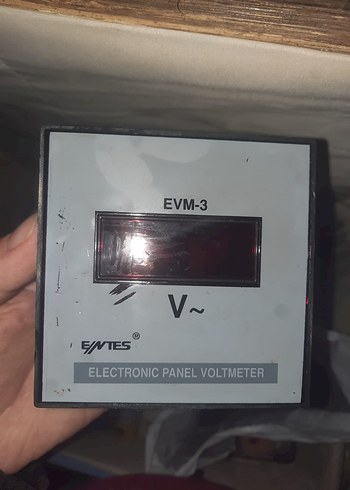 EVM-3
V~
ENTES®
ELECTRONIC PANEL VOLTMETER